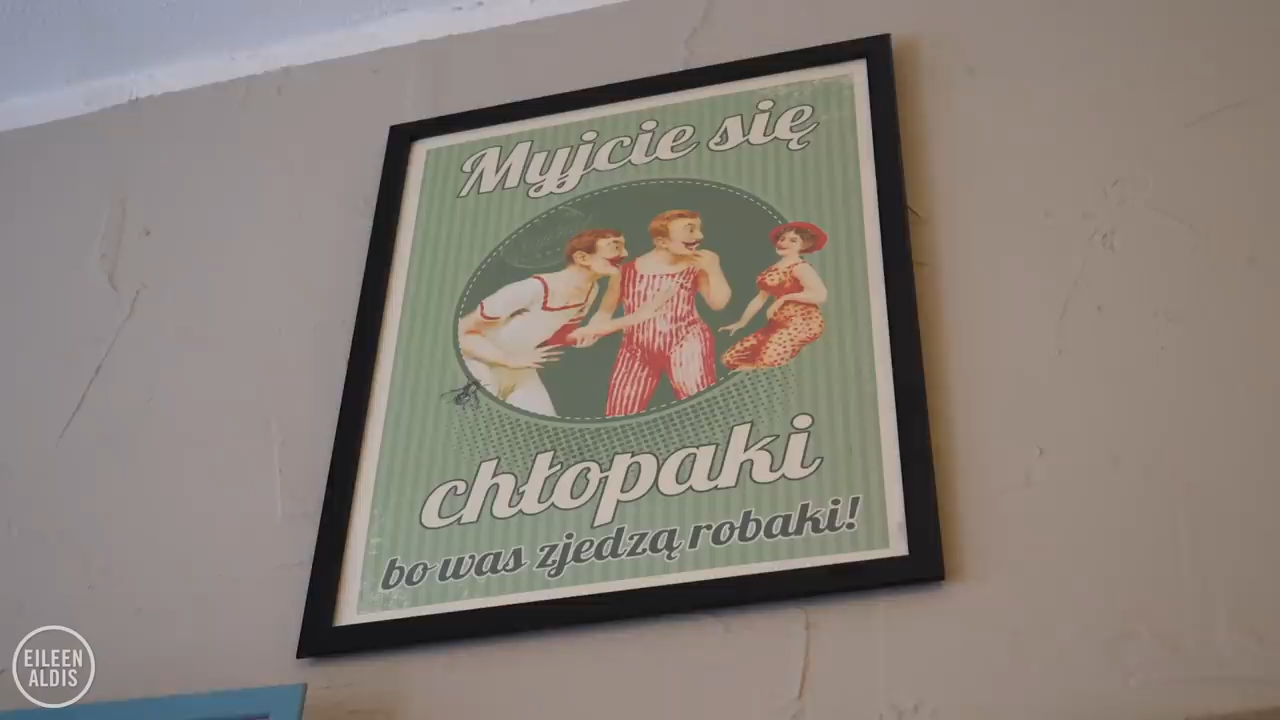 Myjcie się
chłopaki
bo was zjedzą robaki!
EILEEN
ALDIS